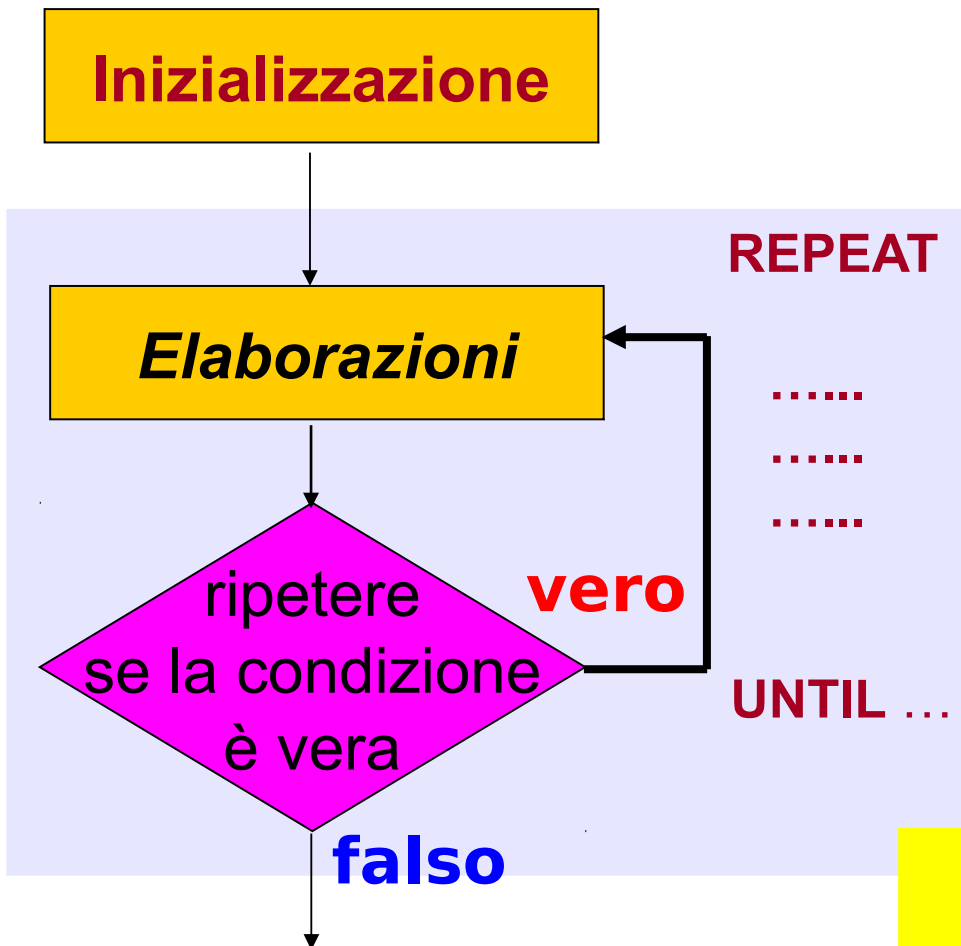 Inizializzazione
REPEAT
Elaborazioni
…...
…...
…...
ripetere
se la condizione
è vera
vero
UNTIL …
falso